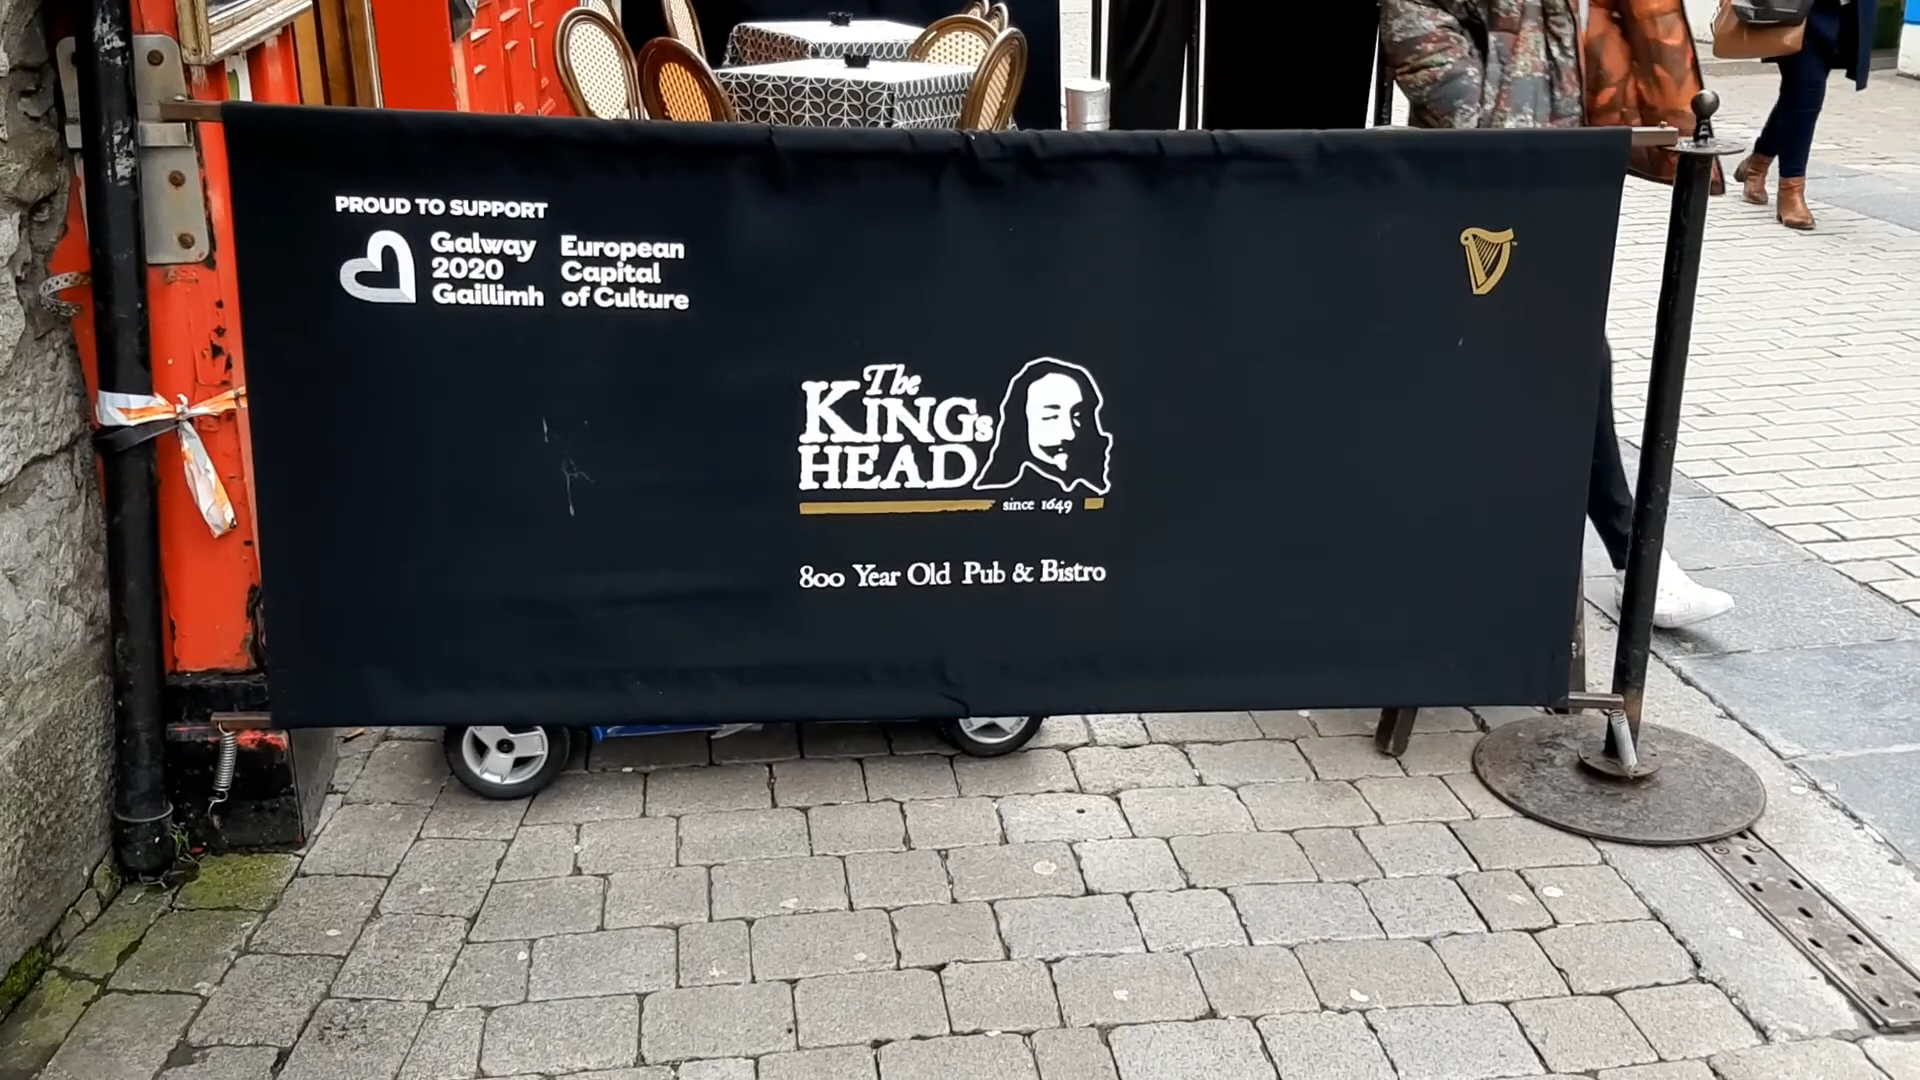 PROUD TO SUPPORT
Galway
2020
Gaillimh
European
Capital
of Culture
The
KINGs
HEAD
since 1649
800 Year Old Pub & Bistro